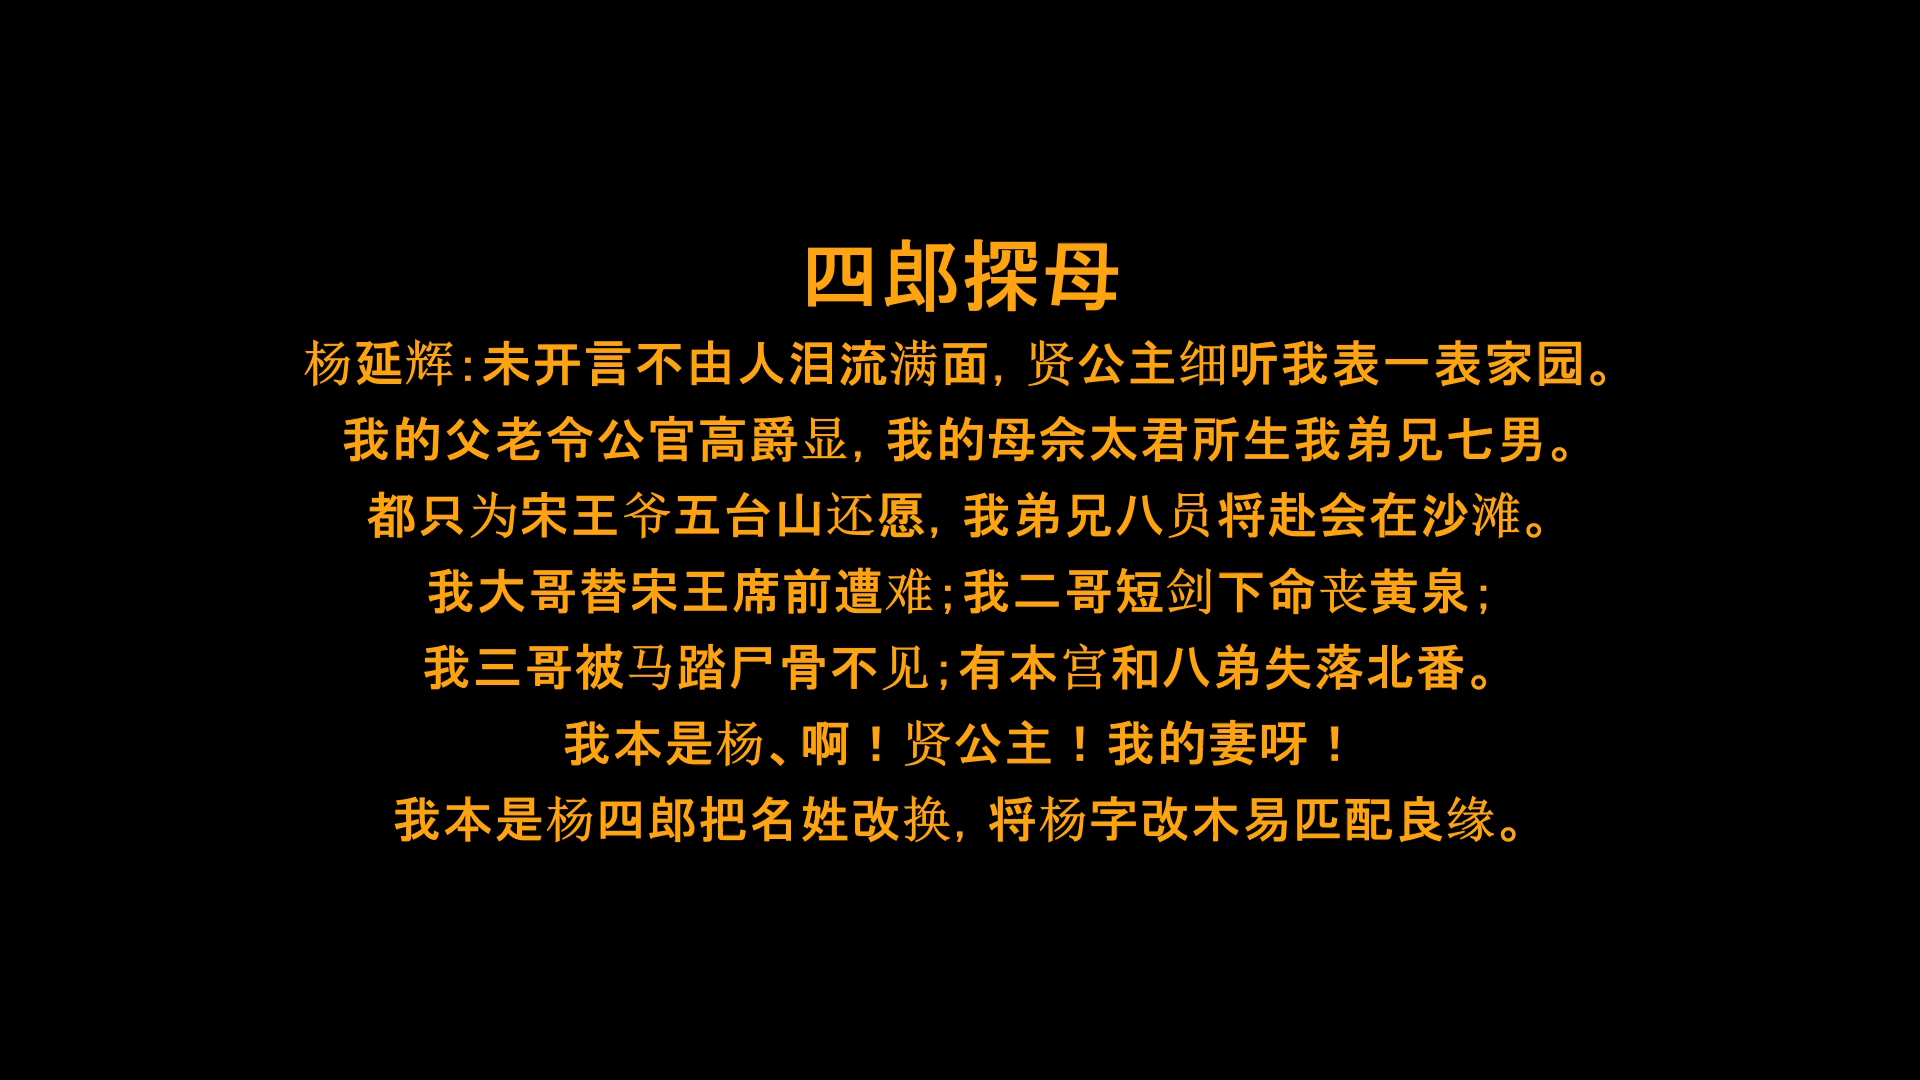 四郎探母
杨延辉:未开言不由人泪流满面，贤公主细听我表一表家园。
我的父老令公官高爵显，我的母佘太君所生我弟兄七男。
都只为宋王爷五台山还愿，我弟兄八员将赴会在沙滩。
我大哥替宋王席前遭难;我二哥短剑下命丧黄泉;
我三哥被马踏尸骨不见;有本宫和八弟失落北番。
我本是杨、啊！贤公主！我的妻呀！
我本是杨四郎把名姓改换，将杨字改木易匹配良缘。